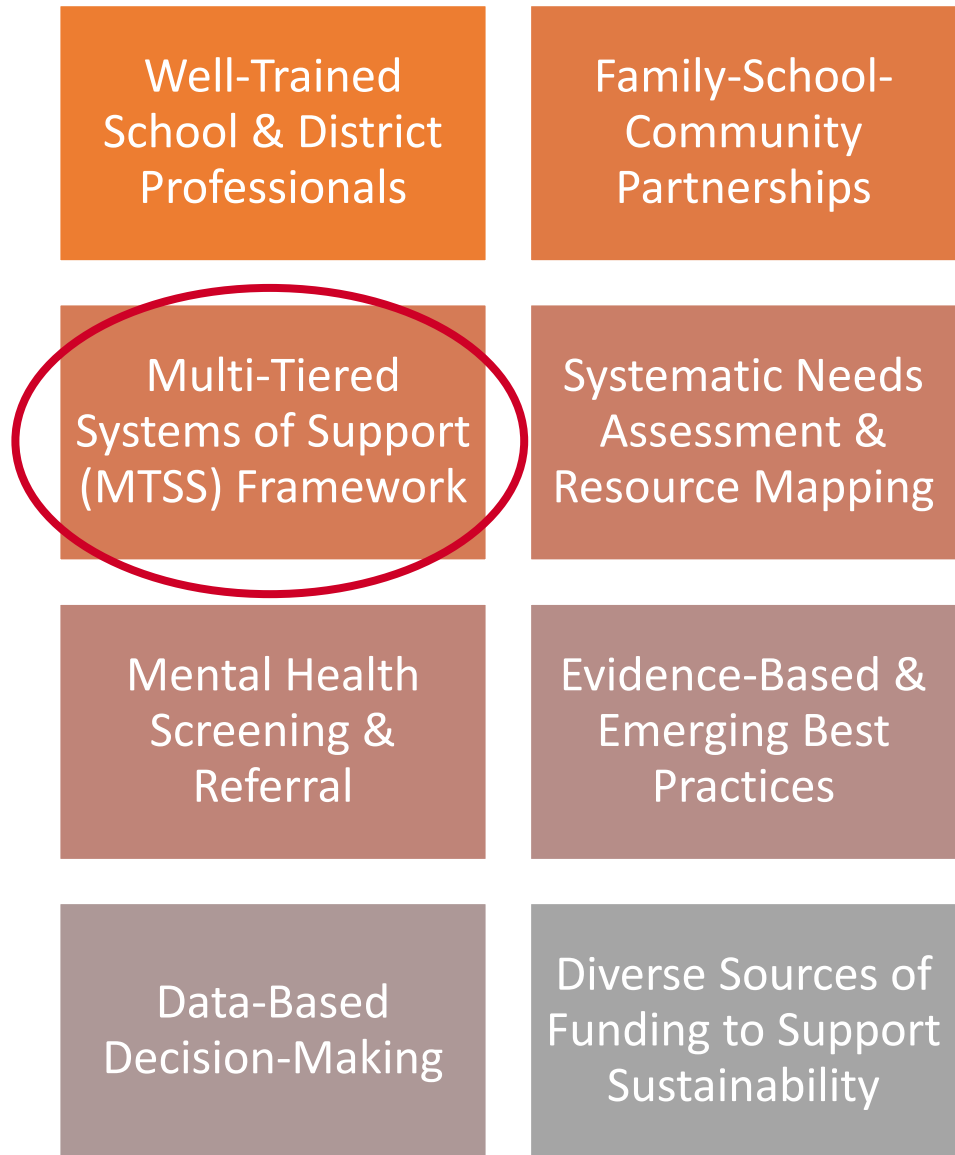 Well-Trained
School & District
Professionals
Family-School-
Community
Partnerships
Multi-Tiered
Systems of Support
(MTSS) Framework
Systematic Needs
Assessment &
Resource Mapping
Mental Health
Screening &
Referral
Evidence-Based &
Emerging Best
Practices
Data-Based
Decision-Making
Diverse Sources of
Funding to Support
Sustainability